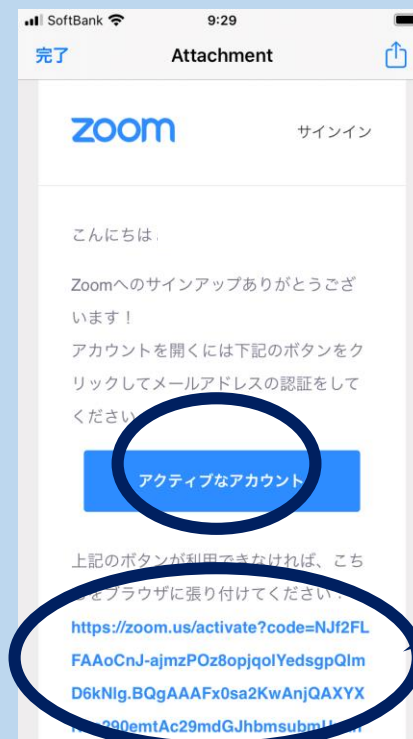 SoftBank 9:29
完了 Attachment
zoom サインイン
こんにちは
Zoomへのサインアップありがとうござ
います！
アカウントを開くには下記のボタンをク
リックしてメールアドレスの認証をして
ください
アクティブなアカウント
上記のボタンが利用できなければ、こち
をブラウザに張り付けてください：
https://zoom.us/activate?code=NJf2FL
FAAoCnJ-ajmzPOz8opjqolYedsgpQIm
D6kNIg.BQgAAAFx0sa2KwAnjQAXYX
290emtAc29mdGJhbmsubm